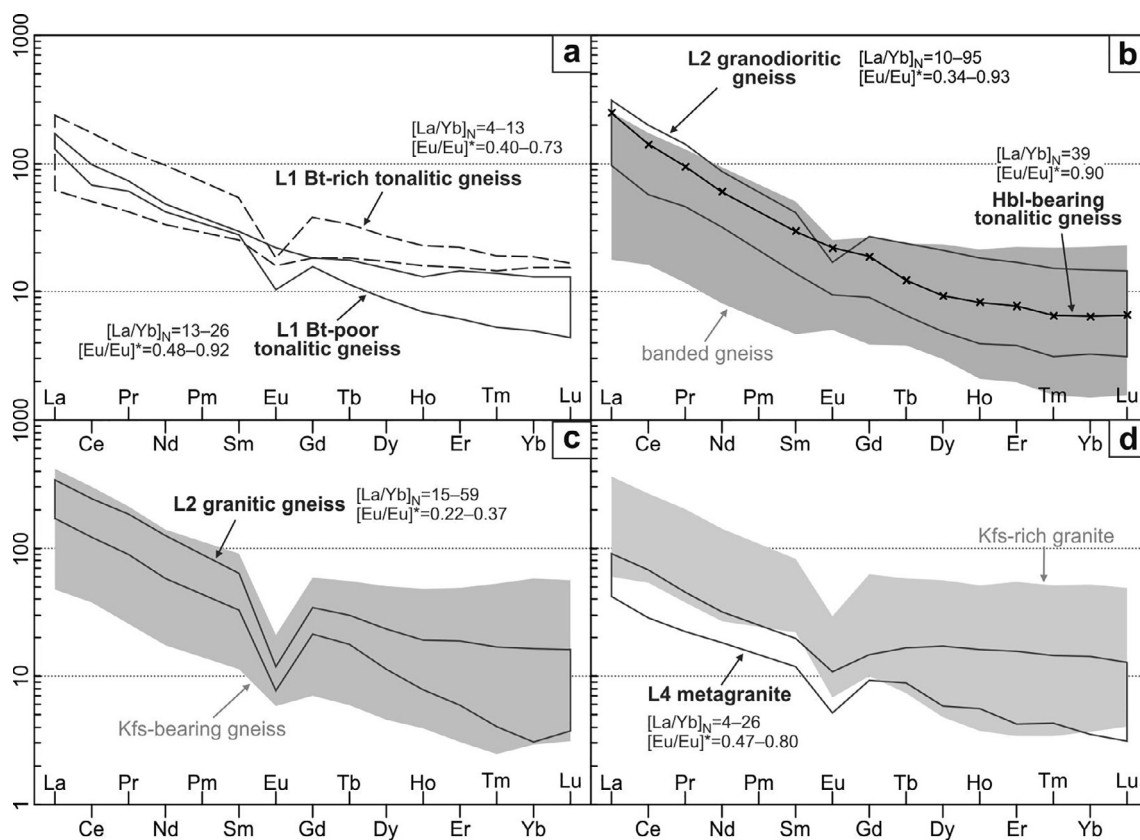 1000
100
10
a
[La/Yb]N=4–13
[Eu/Eu]*=0.40–0.73
L1 Bt-rich tonalitic gneiss
[La/Yb]N=13–26
[Eu/Eu]*=0.48–0.92
L1 Bt-poor
tonalitic gneiss
La Pr Pm Eu Tb Ho Tm Lu
Ce Nd Sm Gd Dy Er Yb
b
L2 granodioritic
gneiss
[La/Yb]N=10–95
[Eu/Eu]*=0.34–0.93
[La/Yb]N=39
[Eu/Eu]*=0.90
Hbl-bearing
tonalitic gneiss
banded gneiss
La Pr Pm Eu Tb Ho Tm Lu
Ce Nd Sm Gd Dy Er Yb
1000
100
10
1
c
L2 granitic gneiss
[La/Yb]N=15–59
[Eu/Eu]*=0.22–0.37
Kfs-bearing gneiss
La Pr Pm Eu Tb Ho Tm Lu
Ce Nd Sm Gd Dy Er Yb
d
Kfs-rich granite
L4 metagranite
[La/Yb]N=4–26
[Eu/Eu]*=0.47–0.80
La Pr Pm Eu Tb Ho Tm Lu
Ce Nd Sm Gd Dy Er Yb